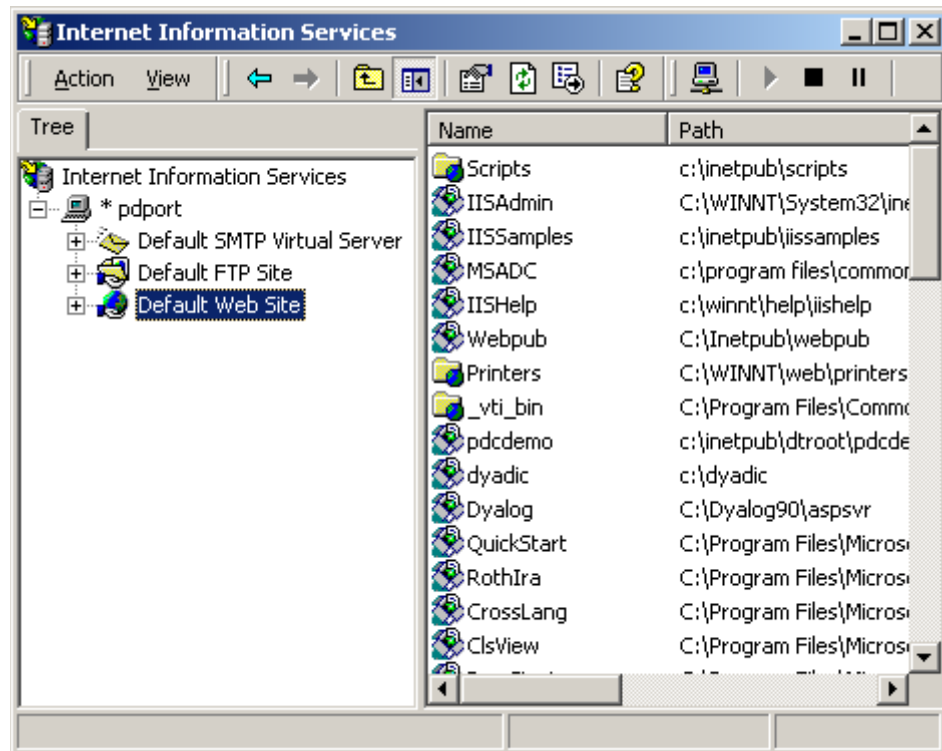 Internet Information Services
Action View
Tree
Name Path
Internet Information Services
* pdport
Default SMTP Virtual Server
Default FTP Site
Default Web Site
Scripts c:\inetpub\scripts
IISAdmin C:\WINNT\System32\ine
IISSamples c:\inetpub\iissamples
MSADC c:\program files\common
IISHelp c:\winnt\help\iishelp
Webpub C:\Inetpub\webpub
Printers C:\WINNT\web\printers
_vti_bin C:\Program Files\Commo
pdcdemo c:\inetpub\dtroot\pdcde
dyadic c:\dyadic
Dyalog C:\Dyalog90\aspsvr
QuickStart C:\Program Files\Micros
RothIra C:\Program Files\Micros
CrossLang C:\Program Files\Micros
ClsView C:\Program Files\Micros